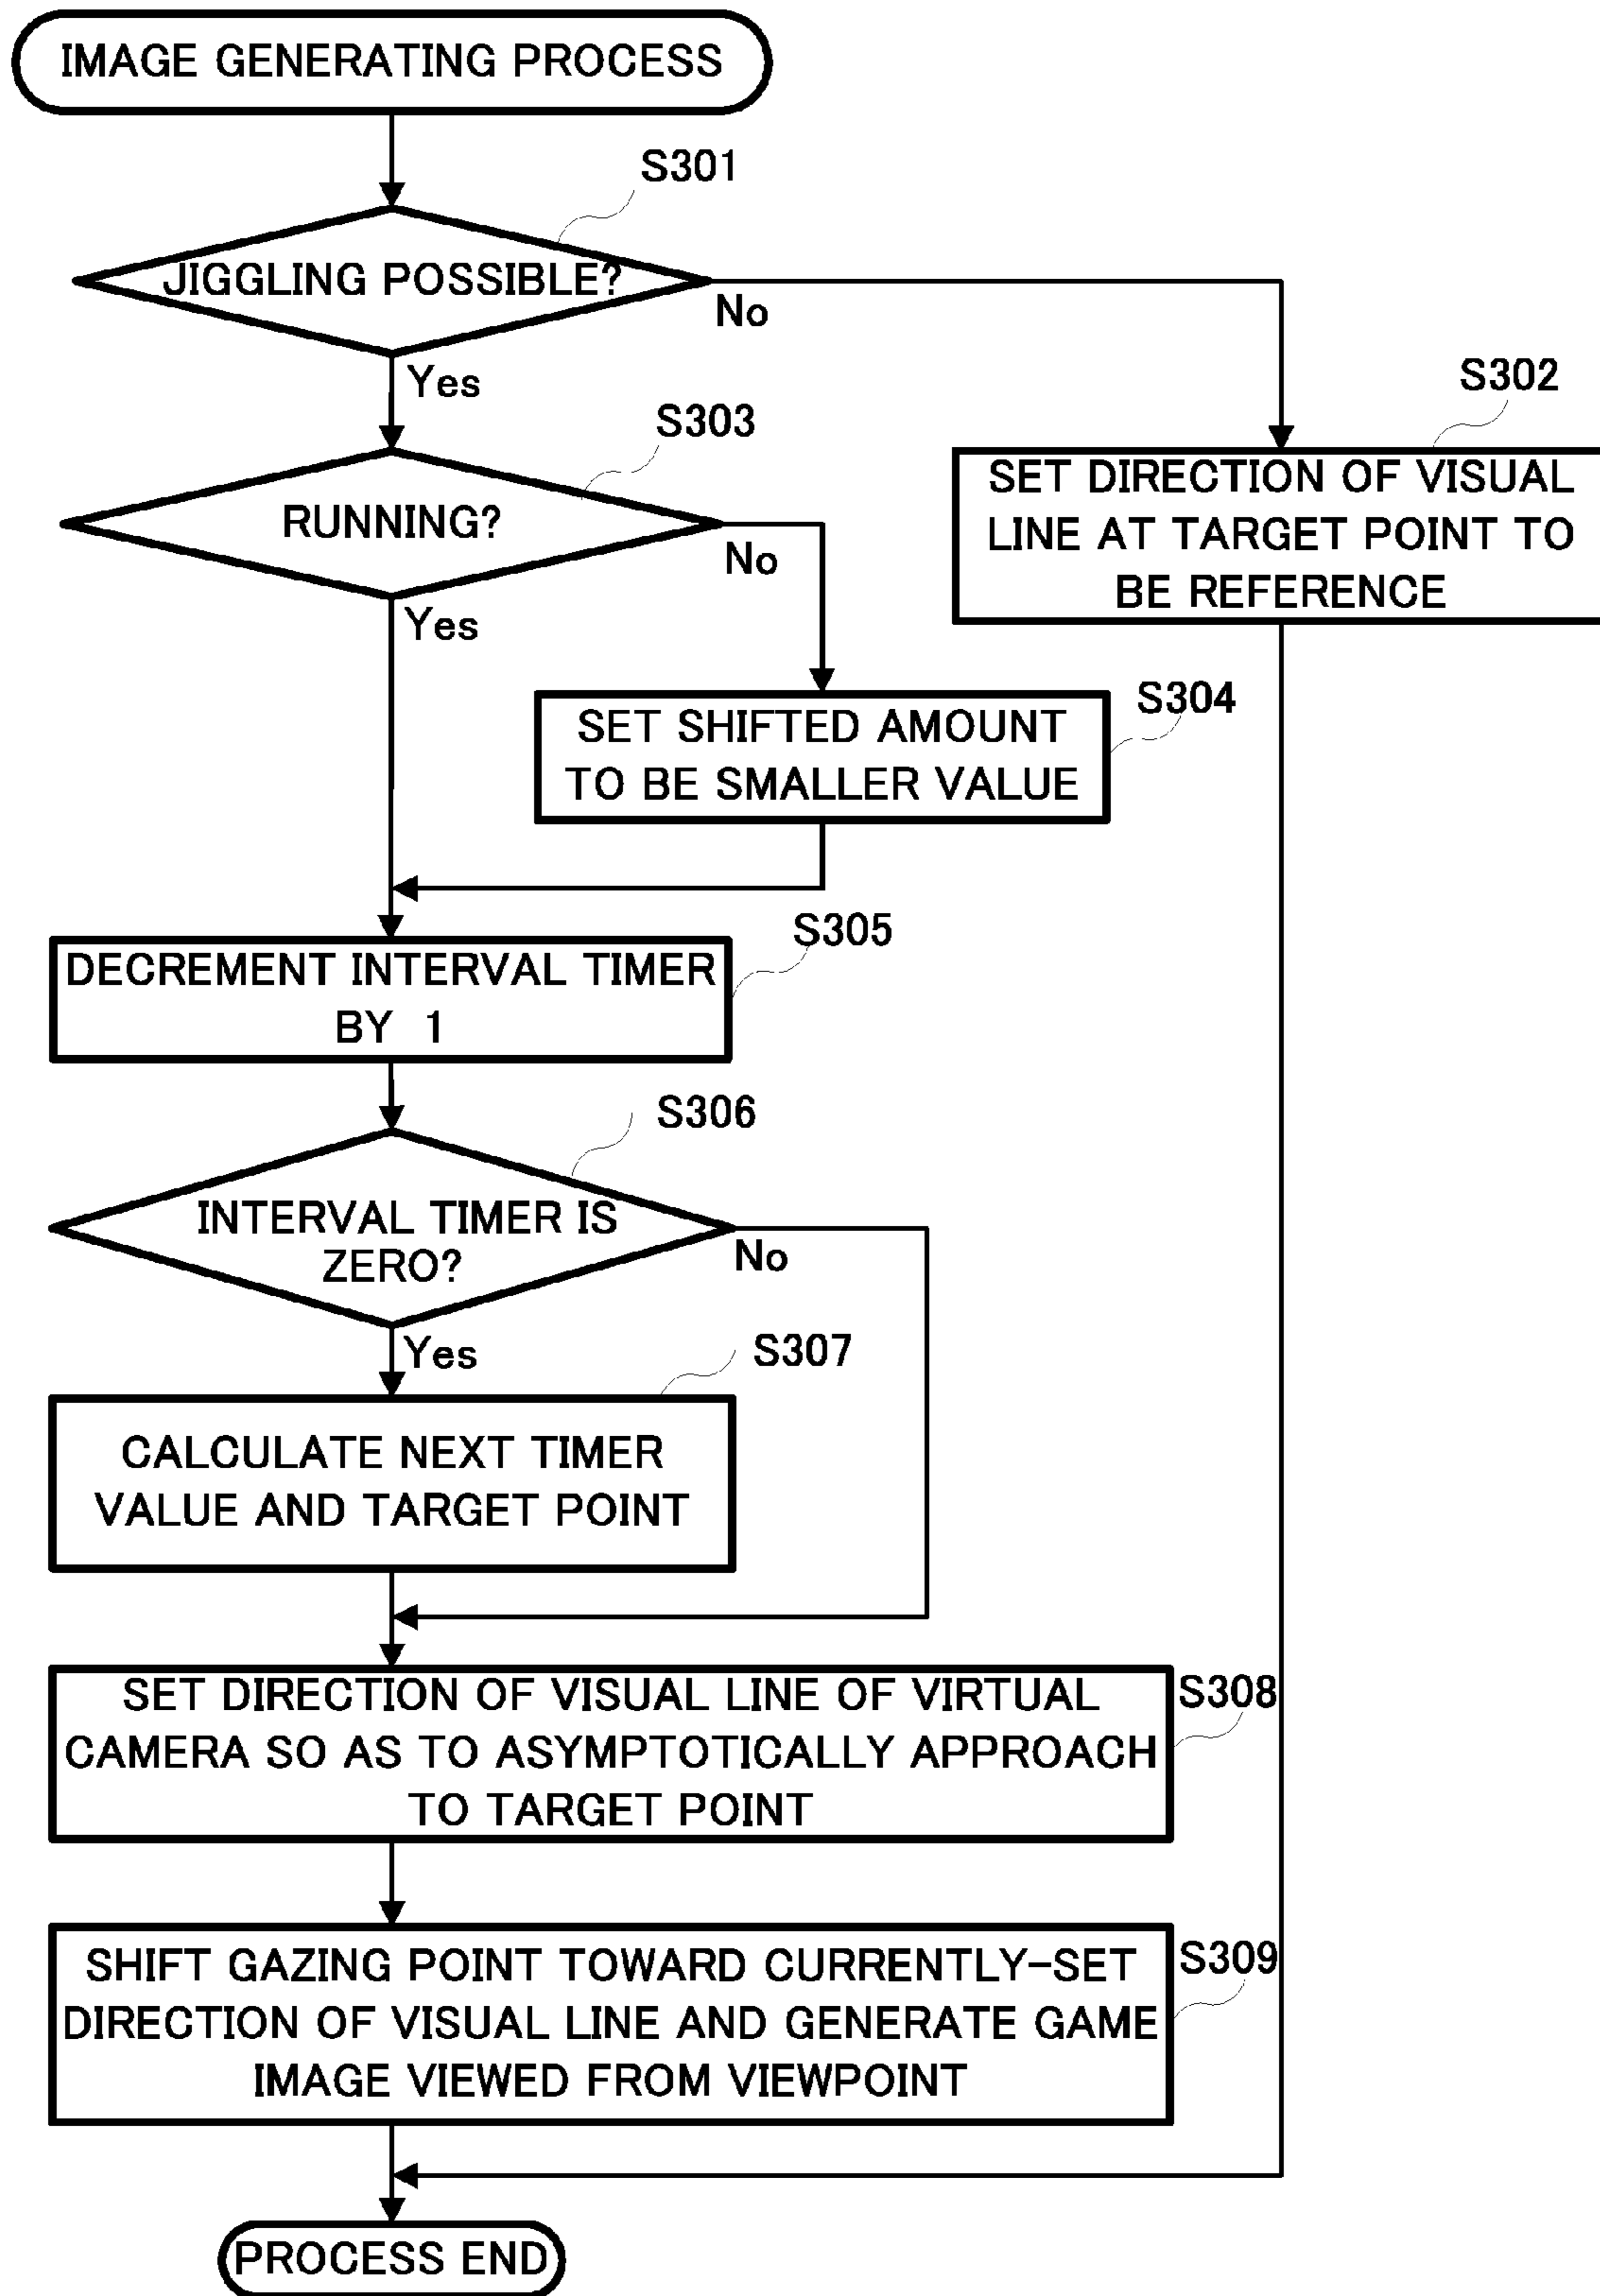 IMAGE GENERATING PROCESS
S301
JIGGLING POSSIBLE?
No
Yes
S302
SET DIRECTION OF VISUAL
LINE AT TARGET POINT TO
BE REFERENCE
S303
RUNNING?
No
Yes
S304
SET SHIFTED AMOUNT
TO BE SMALLER VALUE
S305
DECREMENT INTERVAL TIMER
BY 1
S306
INTERVAL TIMER IS
ZERO?
No
Yes
S307
CALCULATE NEXT TIMER
VALUE AND TARGET POINT
S308
SET DIRECTION OF VISUAL LINE OF VIRTUAL
CAMERA SO AS TO ASYMPTOTICALLY APPROACH
TO TARGET POINT
S309
SHIFT GAZING POINT TOWARD CURRENTLY-SET
DIRECTION OF VISUAL LINE AND GENERATE GAME
IMAGE VIEWED FROM VIEWPOINT
PROCESS END